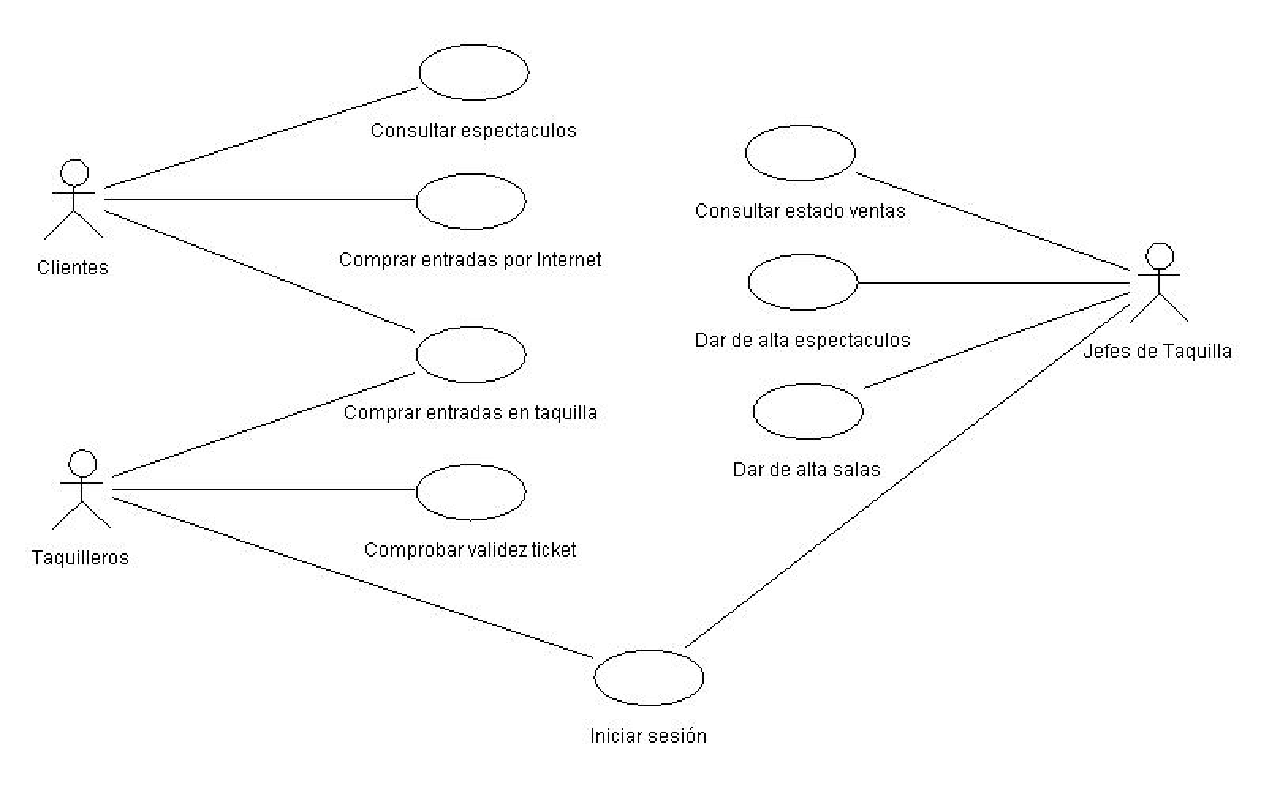 Consultar espectaculos
Clientes
Comprar entradas por Internet
Comprar entradas en taquilla
Taquilleros
Comprobar validez ticket
Iniciar sesión
Consultar estado ventas
Dar de alta espectaculos
Jefes de Taquilla
Dar de alta salas